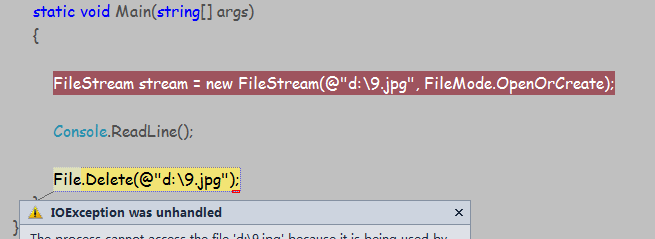 static void Main(string[] args)
{
FileStream stream = new FileStream(@"d:\9.jpg", FileMode.OpenOrCreate);
Console.ReadLine();
File.Delete(@"d:\9.jpg");
IOException was unhandled
}
The process cannot access the file 'd:\9.jpg' because it is being used by